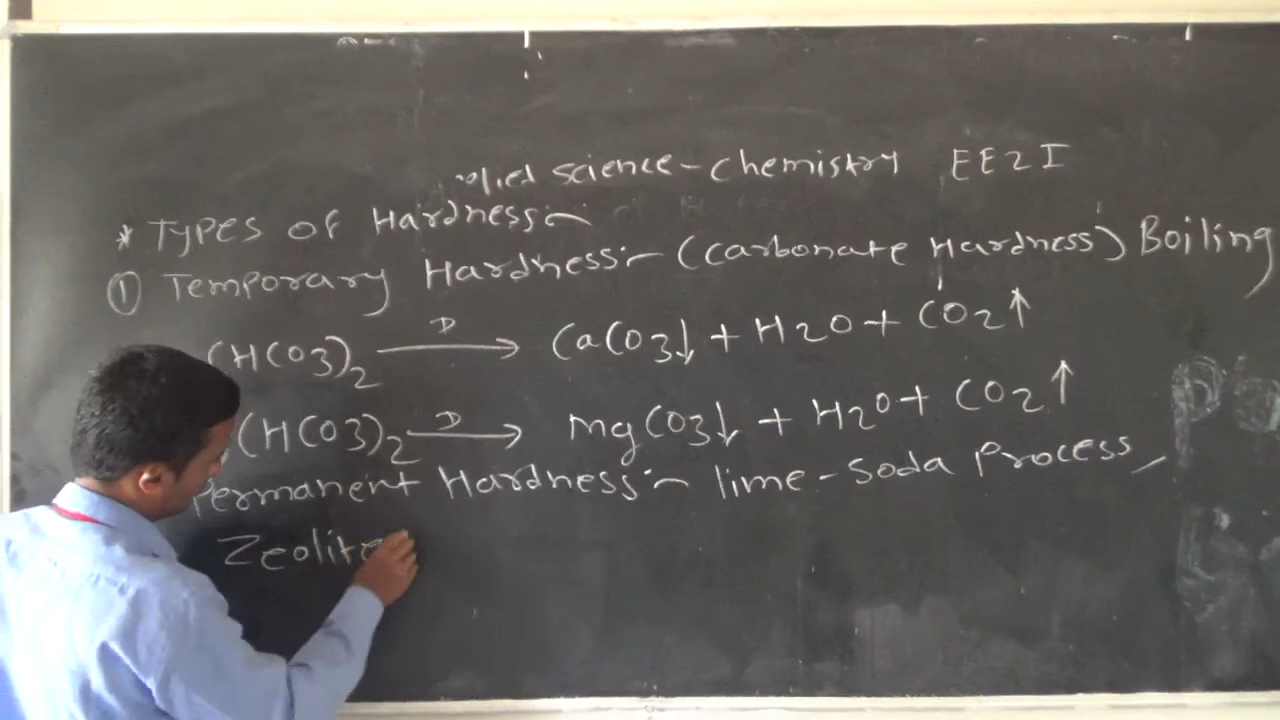 science - chemistry EE2I
* Types of Hardness:-
① Temporary Hardness:- (carbonate Hardness) Boiling
(HCO3)2 —D→ CaCO3↓ + H2O + CO2↑
(HCO3)2 —D→ MgCO3↓ + H2O + CO2↑
Permanent Hardness:- lime - Soda Process,
Zeolite